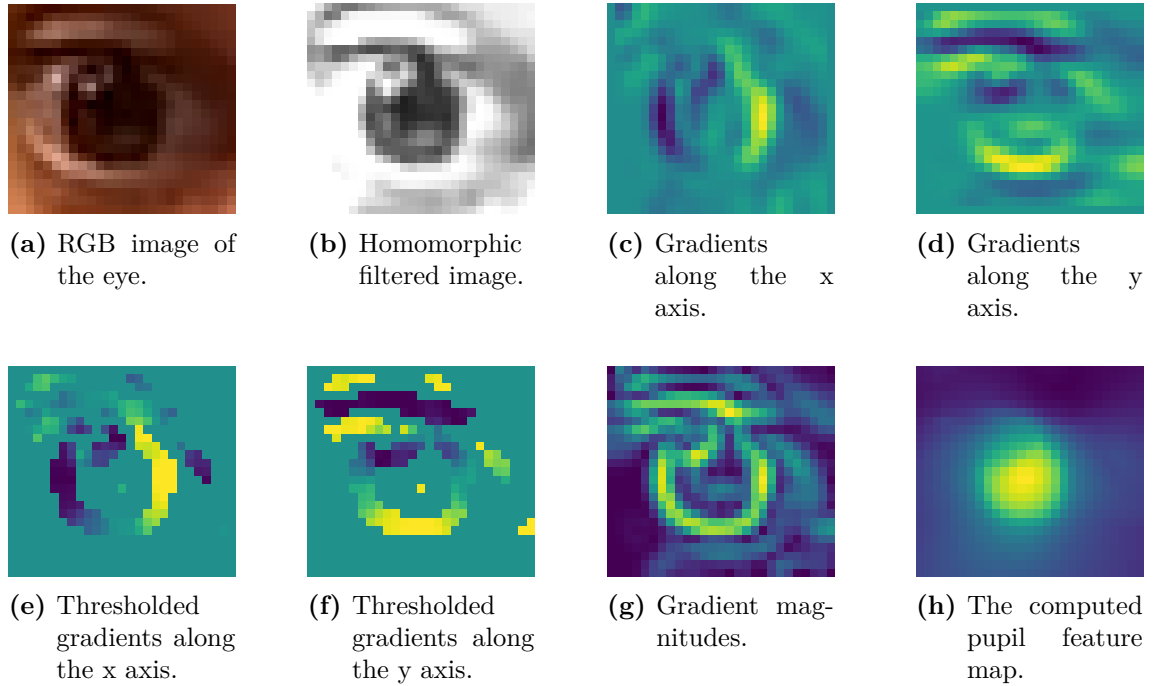 (a) RGB image of
the eye.
(b) Homomorphic
filtered image.
(c) Gradients
along the x
axis.
(d) Gradients
along the y
axis.
(e) Thresholded
gradients along
the x axis.
(f) Thresholded
gradients along
the y axis.
(g) Gradient mag-
nitudes.
(h) The computed
pupil feature
map.